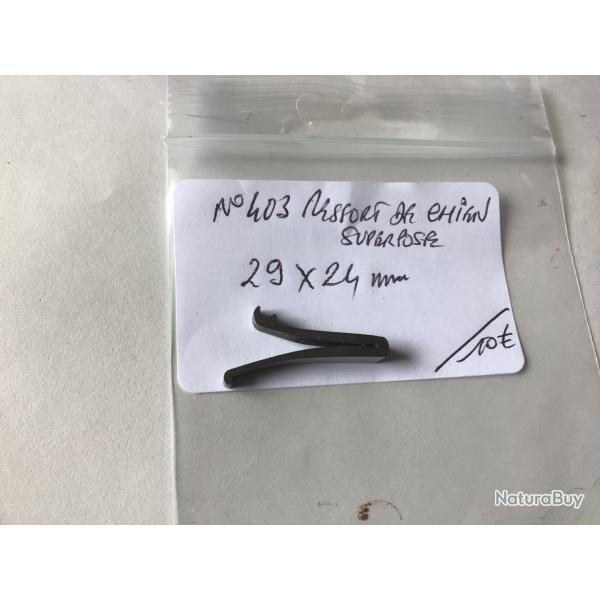 N° 403 RESSORT DE CHIEN
SUPERPOSE
29 X 24 mm
10€
NaturaBuy